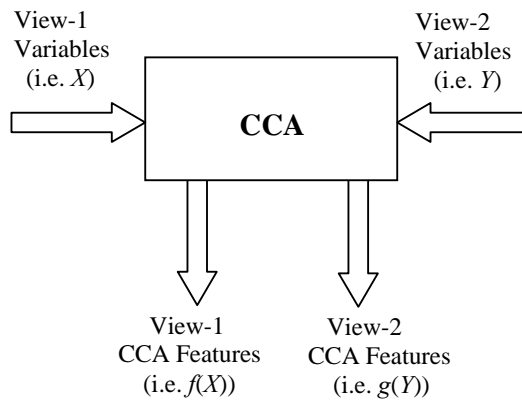 View-1
Variables
(i.e. X)
View-2
Variables
(i.e. Y)
CCA
View-1
CCA Features
(i.e. f(X))
View-2
CCA Features
(i.e. g(Y))